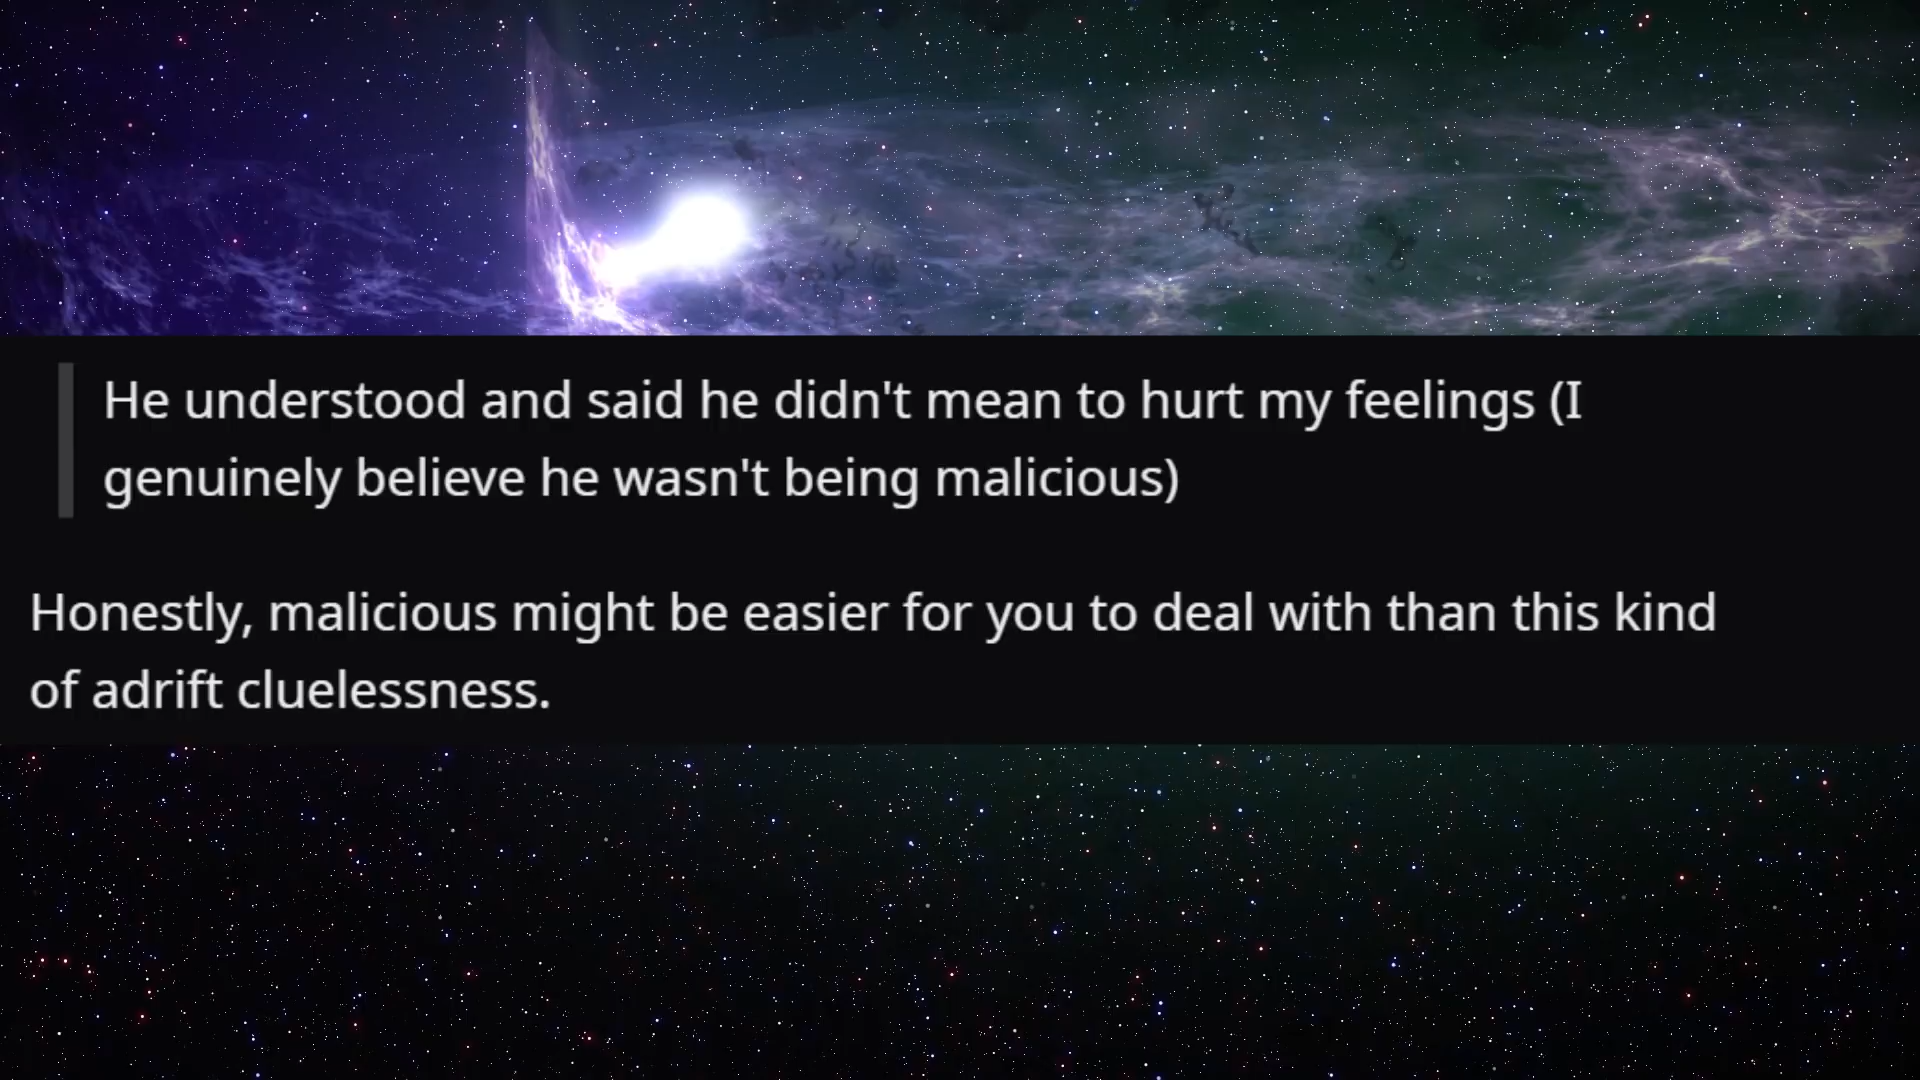 He understood and said he didn't mean to hurt my feelings (I
genuinely believe he wasn't being malicious)
Honestly, malicious might be easier for you to deal with than this kind
of adrift cluelessness.